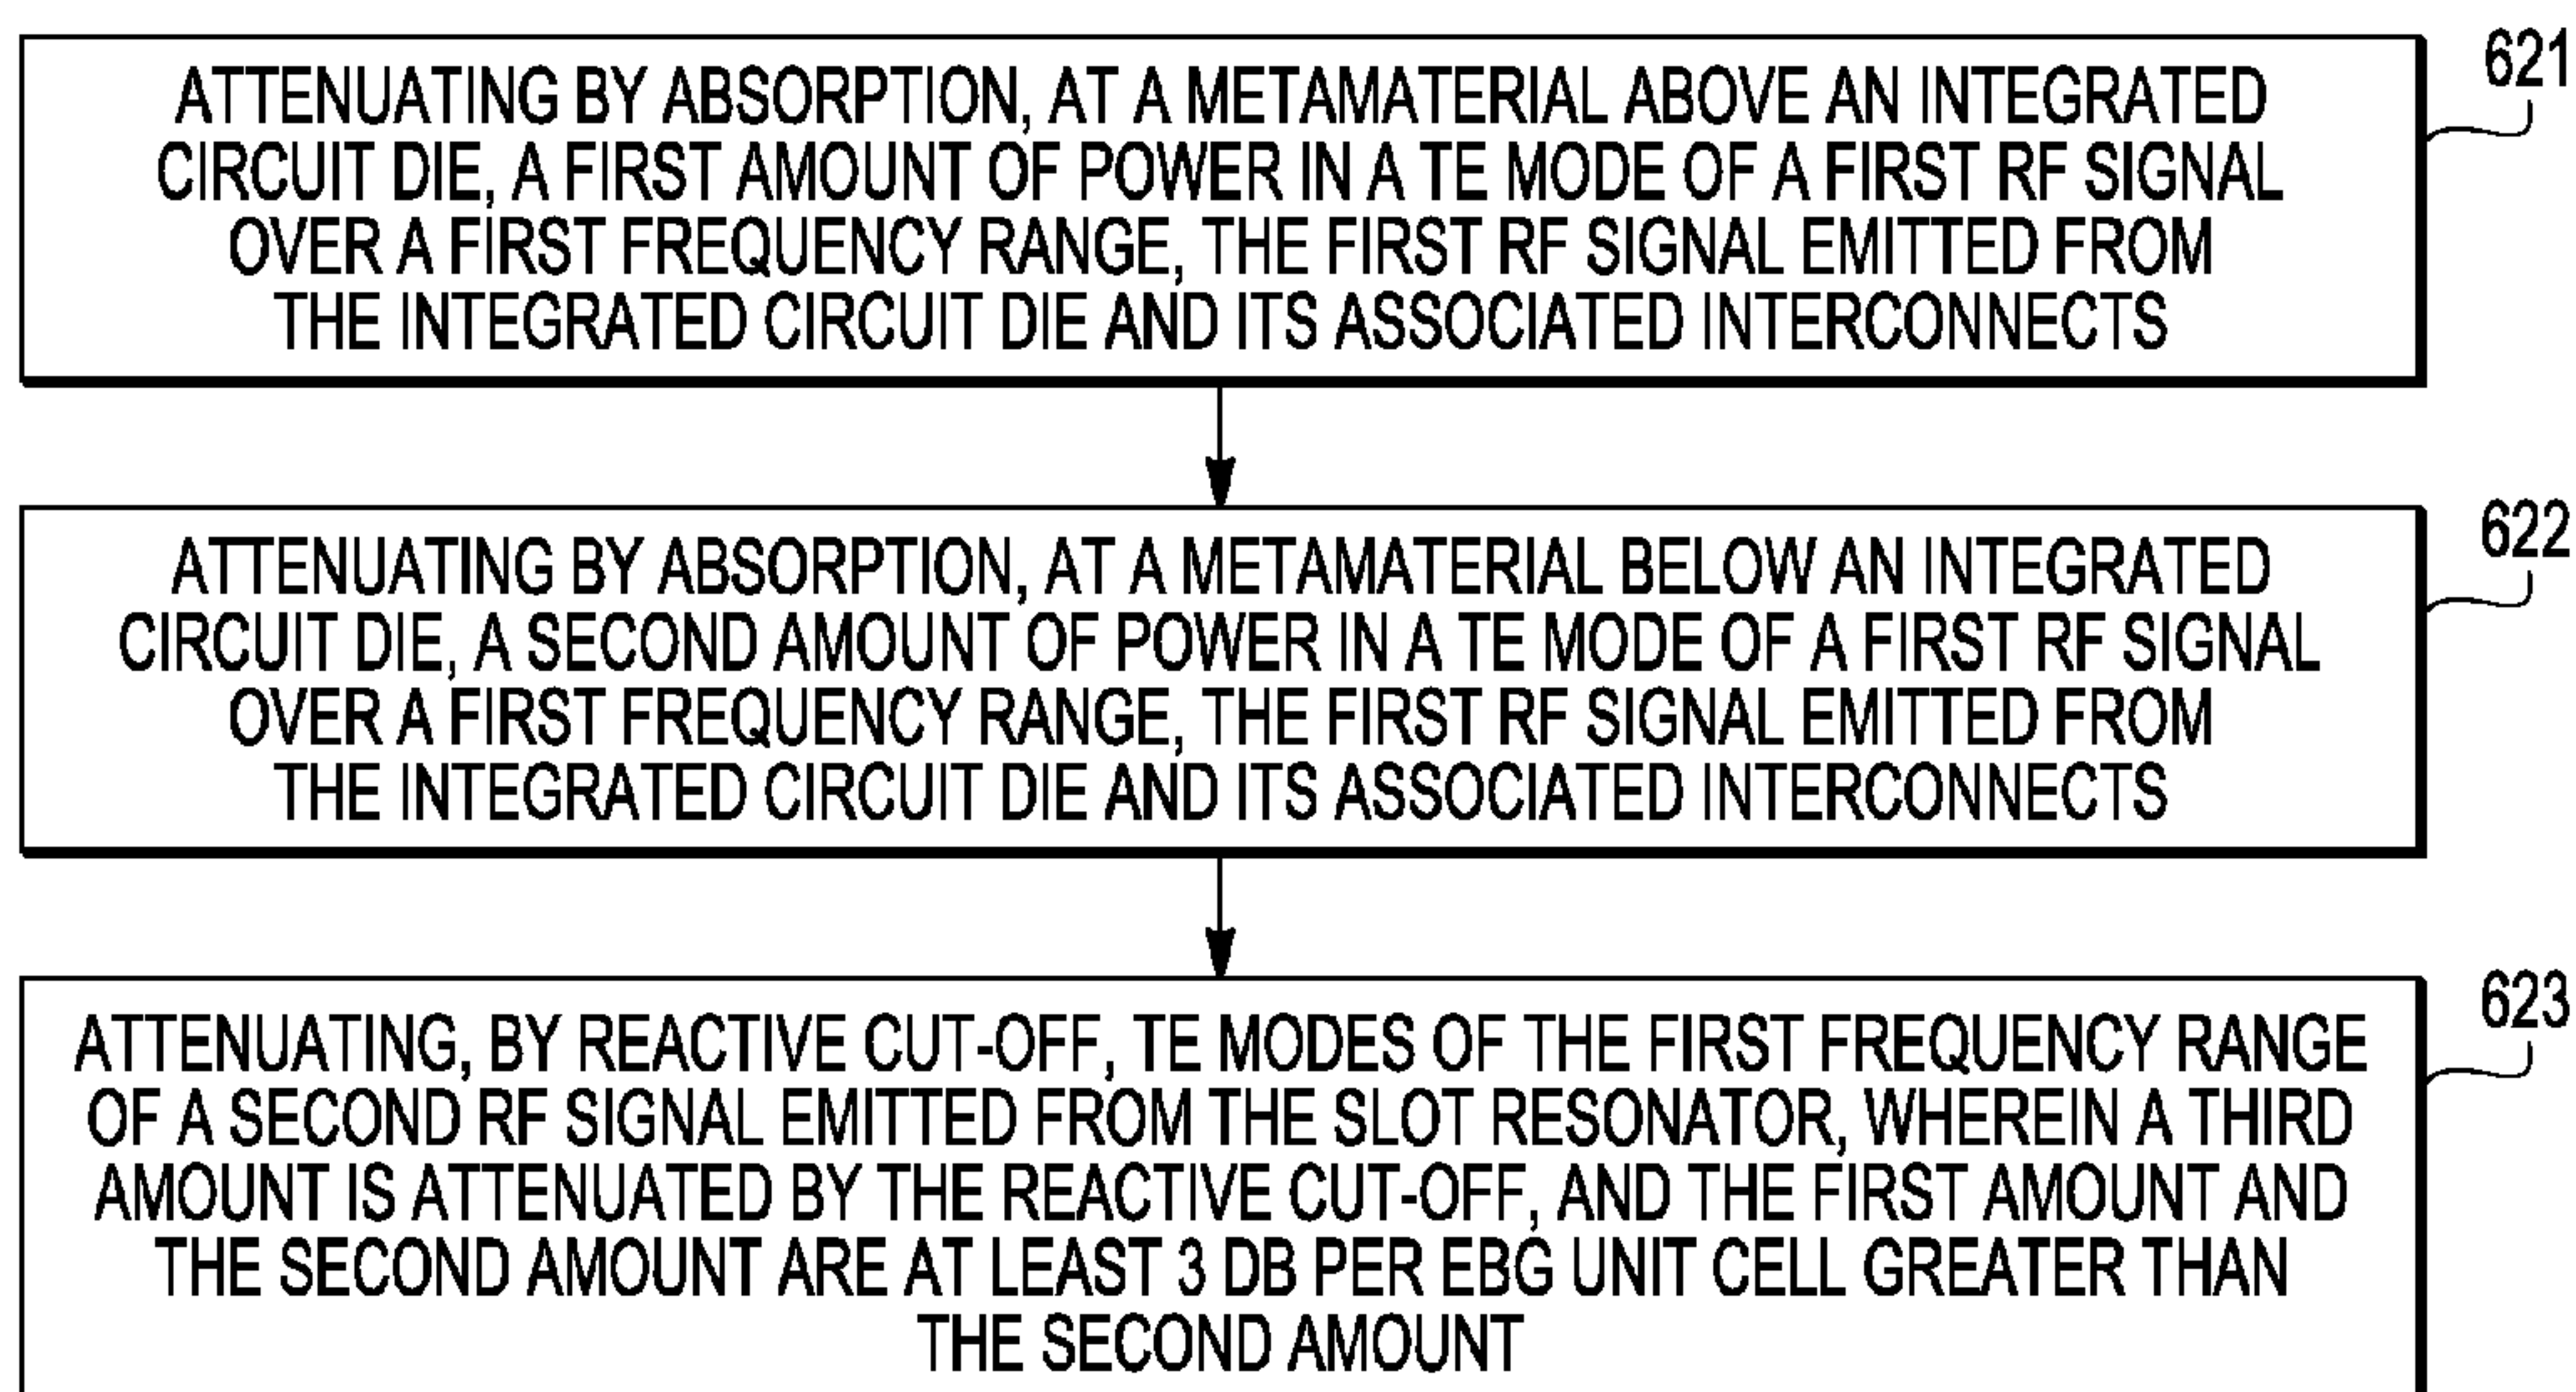 ATTENUATING BY ABSORPTION, AT A METAMATERIAL ABOVE AN INTEGRATED
CIRCUIT DIE, A FIRST AMOUNT OF POWER IN A TE MODE OF A FIRST RF SIGNAL
OVER A FIRST FREQUENCY RANGE, THE FIRST RF SIGNAL EMITTED FROM
THE INTEGRATED CIRCUIT DIE AND ITS ASSOCIATED INTERCONNECTS
621
ATTENUATING BY ABSORPTION, AT A METAMATERIAL BELOW AN INTEGRATED
CIRCUIT DIE, A SECOND AMOUNT OF POWER IN A TE MODE OF A FIRST RF SIGNAL
OVER A FIRST FREQUENCY RANGE, THE FIRST RF SIGNAL EMITTED FROM
THE INTEGRATED CIRCUIT DIE AND ITS ASSOCIATED INTERCONNECTS
622
ATTENUATING, BY REACTIVE CUT-OFF, TE MODES OF THE FIRST FREQUENCY RANGE
OF A SECOND RF SIGNAL EMITTED FROM THE SLOT RESONATOR, WHEREIN A THIRD
AMOUNT IS ATTENUATED BY THE REACTIVE CUT-OFF, AND THE FIRST AMOUNT AND
THE SECOND AMOUNT ARE AT LEAST 3 DB PER EBG UNIT CELL GREATER THAN
THE SECOND AMOUNT
623